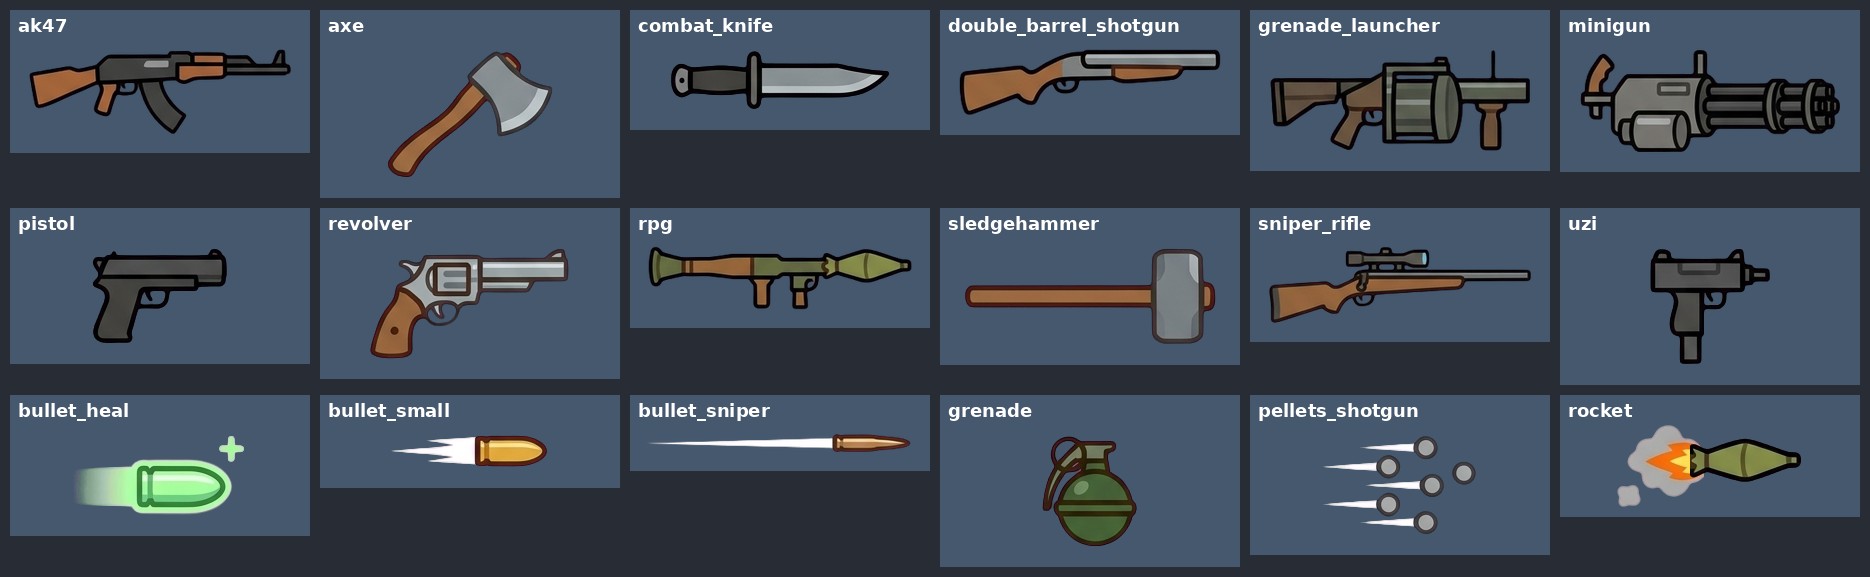 ak47
axe
combat_knife
double_barrel_shotgun
grenade_launcher
minigun
pistol
revolver
rpg
sledgehammer
sniper_rifle
uzi
bullet_heal
bullet_small
bullet_sniper
grenade
pellets_shotgun
rocket